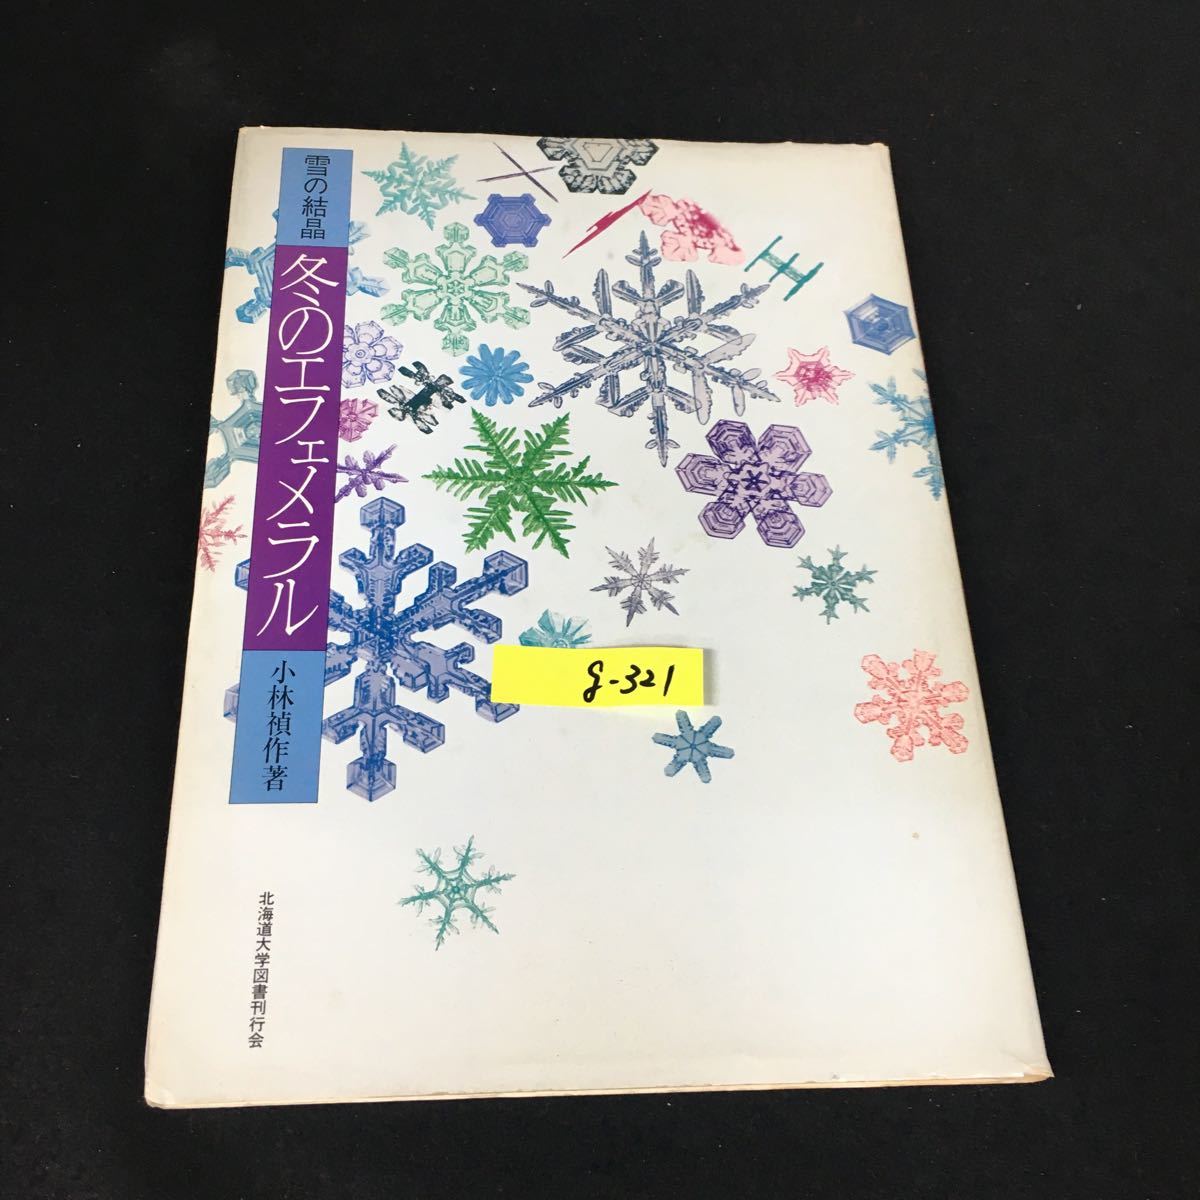 雪の結晶
冬のエフェメラル
小林禎作著
北海道大学図書刊行会
g-321